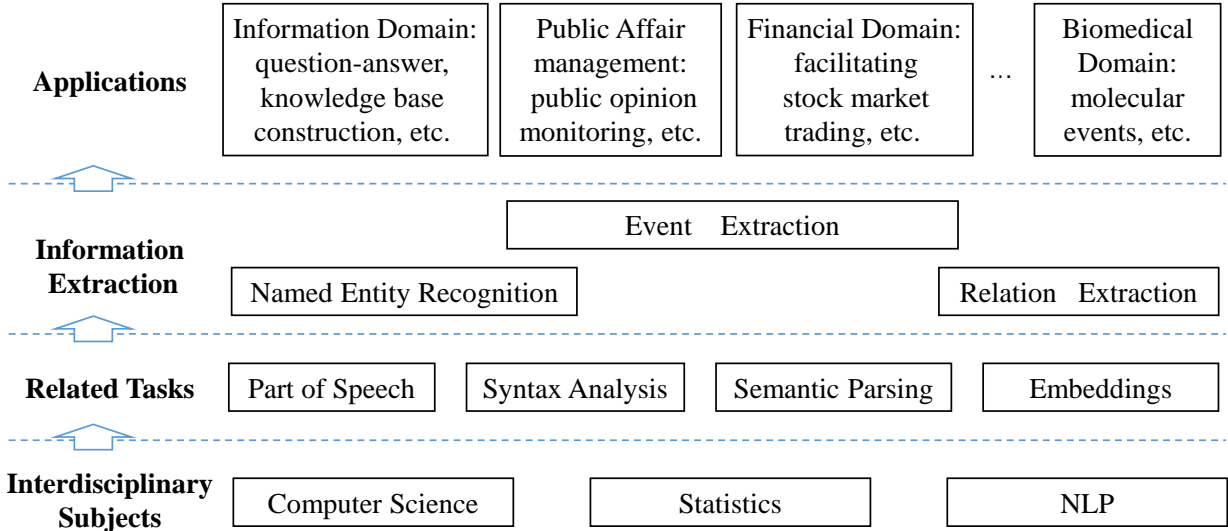 Applications
Information Domain:
question-answer,
knowledge base
construction, etc.
Public Affair
management:
public opinion
monitoring, etc.
Financial Domain:
facilitating
stock market
trading, etc.
...
Biomedical
Domain:
molecular
events, etc.
Information
Extraction
Event Extraction
Named Entity Recognition
Relation Extraction
Related Tasks
Part of Speech
Syntax Analysis
Semantic Parsing
Embeddings
Interdisciplinary
Subjects
Computer Science
Statistics
NLP